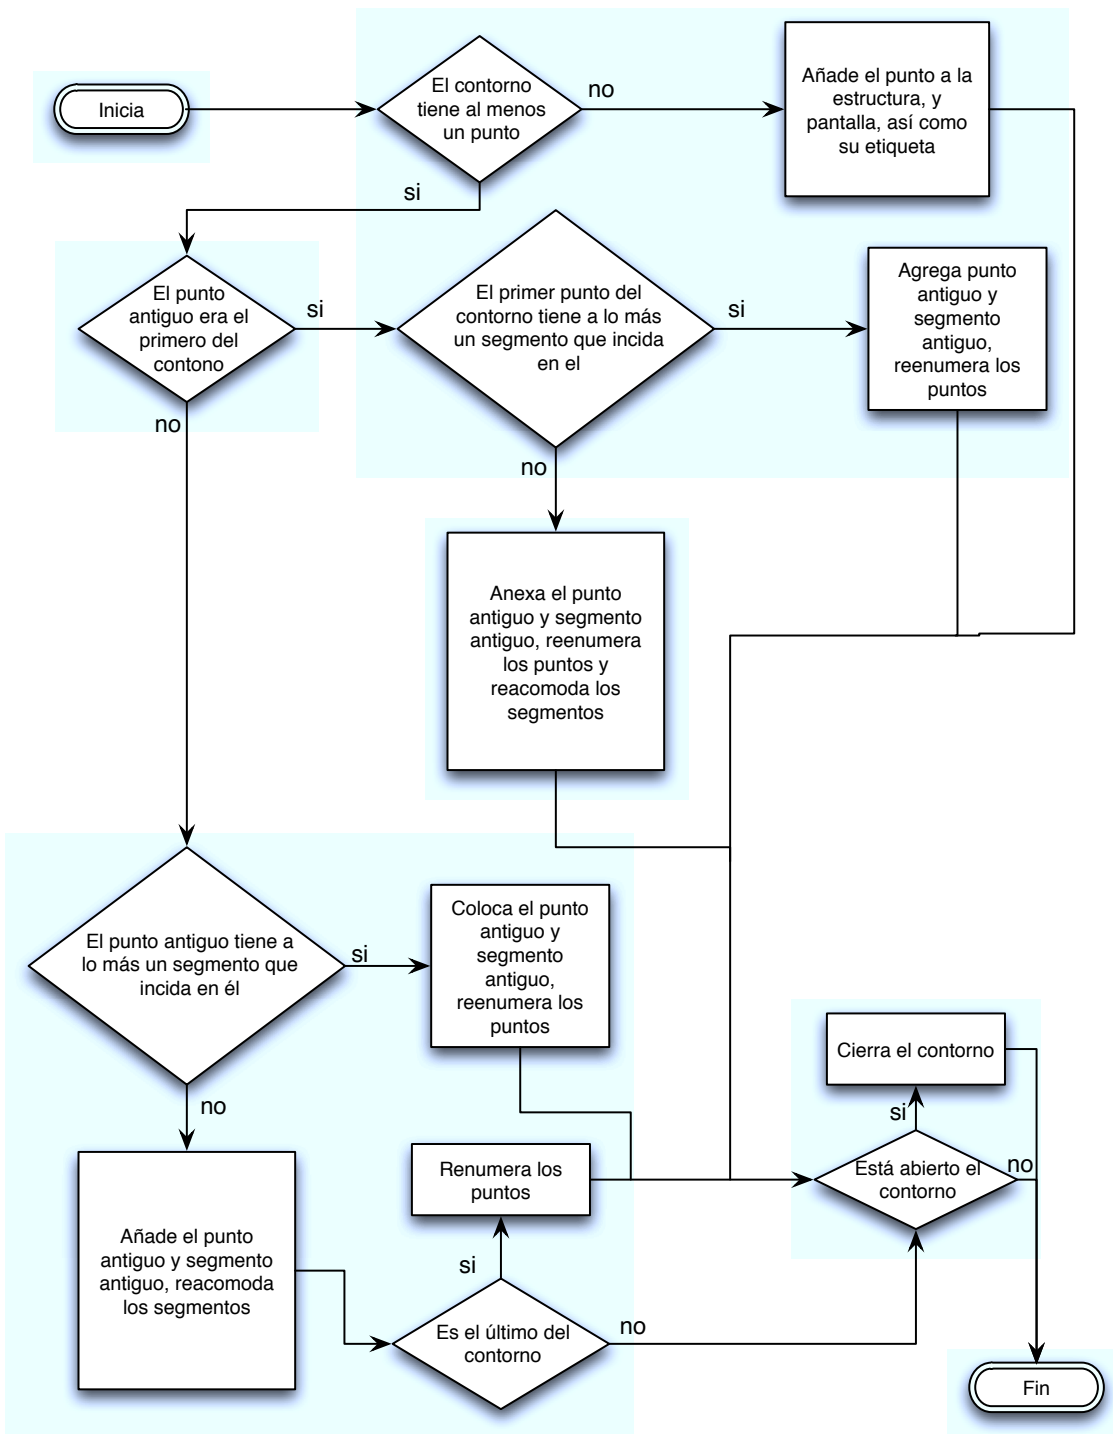 Inicia
El contorno
tiene al menos
un punto
no
Añade el punto a la
estructura, y
pantalla, así como
su etiqueta
si
El punto
antiguo era el
primero del
contono
si
El primer punto del
contorno tiene a lo más
un segmento que incida
en el
si
Agrega punto
antiguo y
segmento
antiguo,
reenumera los
puntos
no
no
Anexa el punto
antiguo y segmento
antiguo, reenumera
los puntos y
reacomoda los
segmentos
El punto antiguo tiene a
lo más un segmento que
incida en él
si
Coloca el punto
antiguo y
segmento
antiguo,
reenumera los
puntos
no
Añade el punto
antiguo y segmento
antiguo, reacomoda
los segmentos
Renumera los
puntos
si
Es el último del
contorno
no
Cierra el contorno
si
Está abierto el
contorno
no
Fin